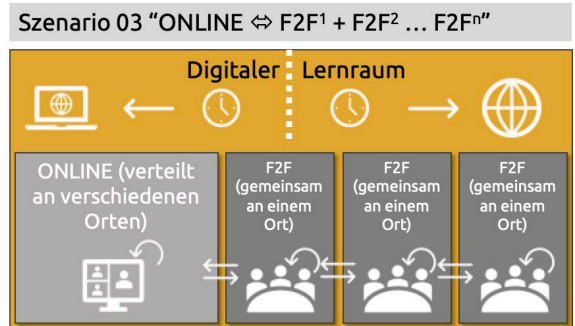 Szenario 03 “ONLINE ⇔ F2F¹ + F2F² … F2Fⁿ”
Digitaler Lernraum
ONLINE (verteilt
an verschiedenen
Orten)
F2F
(gemeinsam
an einem
Ort)
F2F
(gemeinsam
an einem
Ort)
F2F
(gemeinsam
an einem
Ort)